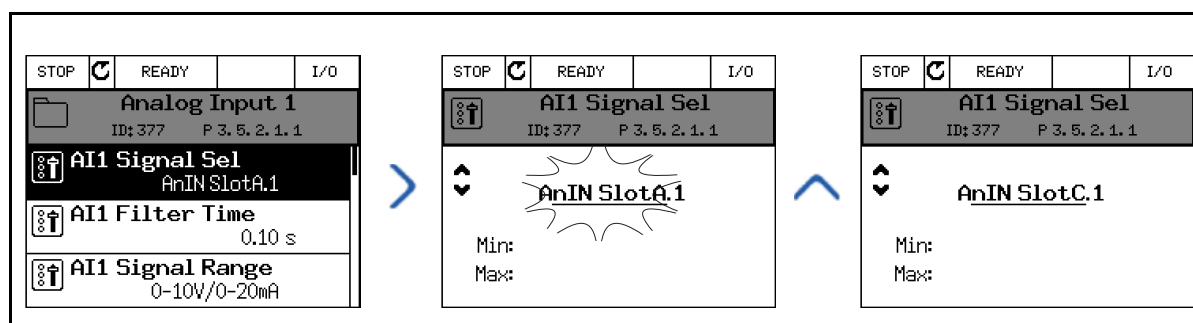 STOP READY I/O
Analog Input 1
ID:377 P3.5.2.1.1
AI1 Signal Sel
AnIN SlotA.1
AI1 Filter Time
0.10 s
AI1 Signal Range
0-10V/0-20mA
STOP READY I/O
AI1 Signal Sel
ID:377 P3.5.2.1.1
AnIN SlotA.1
Min:
Max:
STOP READY I/O
AI1 Signal Sel
ID:377 P3.5.2.1.1
AnIN SlotC.1
Min:
Max: